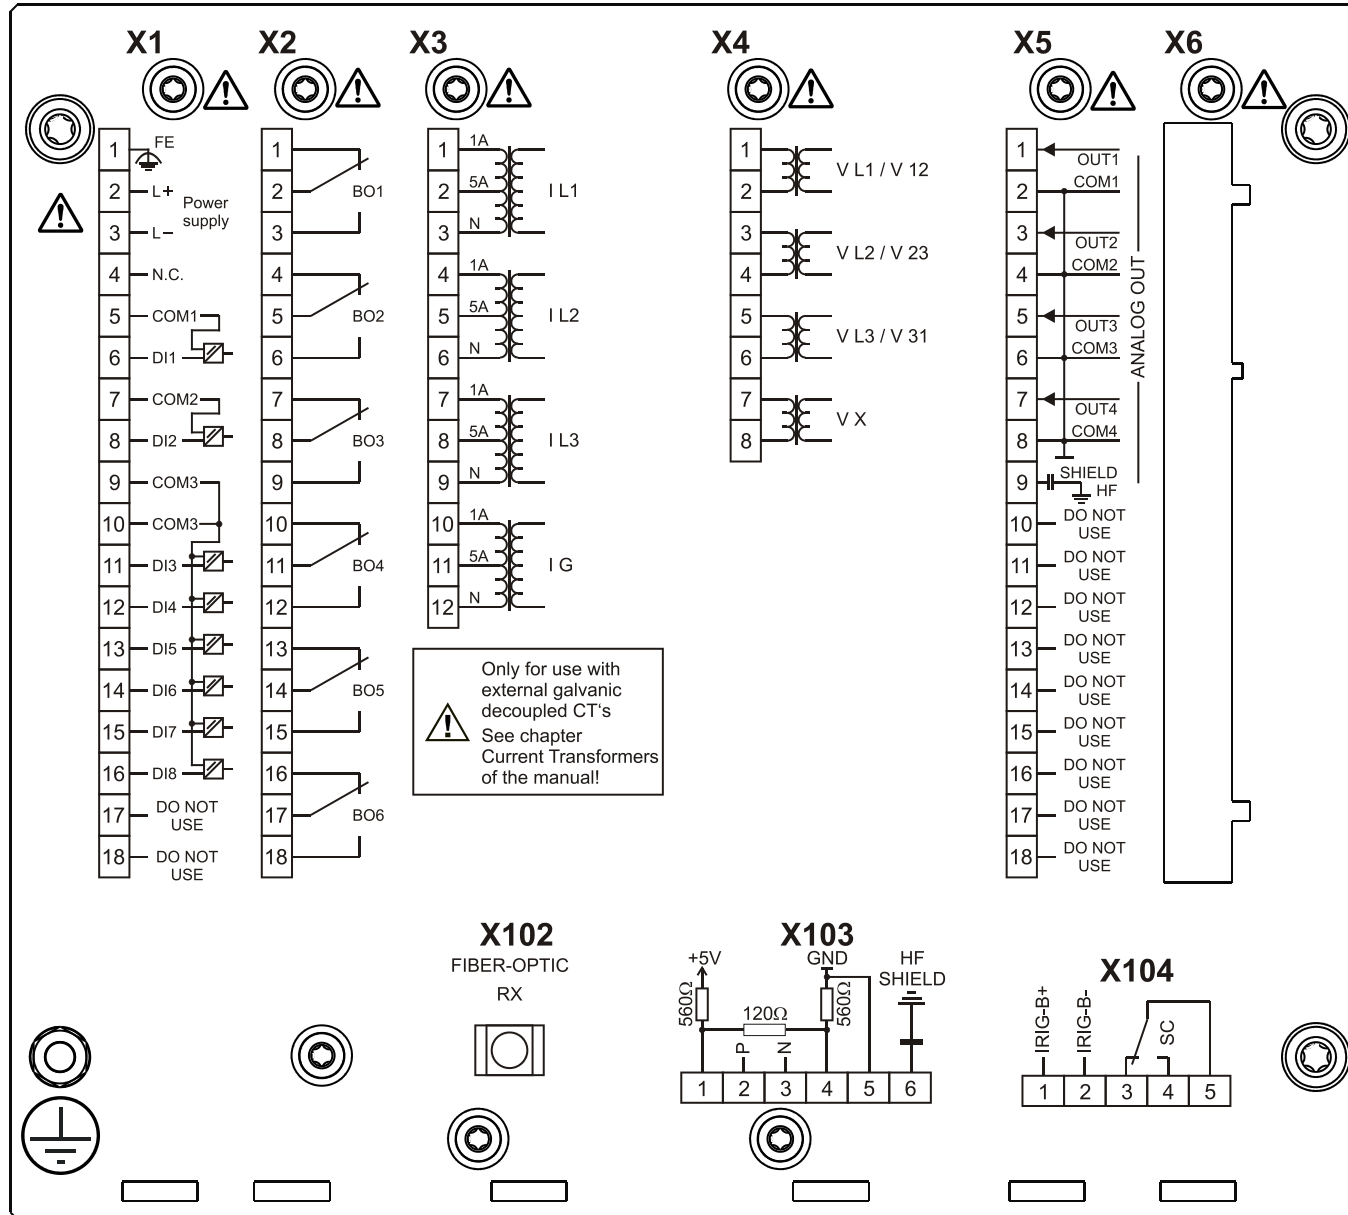 X1
X2
X3
X4
X5
X6
1 FE
2 L+
Power
supply
3 L−
4 N.C.
5 COM1
6 DI1
7 COM2
8 DI2
9 COM3
10 COM3
11 DI3
12 DI4
13 DI5
14 DI6
15 DI7
16 DI8
17 DO NOT
USE
18 DO NOT
USE
1
2 BO1
3
4
5 BO2
6
7
8 BO3
9
10
11 BO4
12
13
14 BO5
15
16
17 BO6
18
1 1A
2 5A I L1
3 N
4 1A
5 5A I L2
6 N
7 1A
8 5A I L3
9 N
10 1A
11 5A I G
12 N
Only for use with
external galvanic
decoupled CT‘s
See chapter
Current Transformers
of the manual!
1
V L1 / V 12
2
3
V L2 / V 23
4
5
V L3 / V 31
6
7
V X
8
1 OUT1
2 COM1
3 OUT2
4 COM2
5 OUT3
6 COM3
7 OUT4
8 COM4
ANALOG OUT
9 SHIELD
HF
10 DO NOT
USE
11 DO NOT
USE
12 DO NOT
USE
13 DO NOT
USE
14 DO NOT
USE
15 DO NOT
USE
16 DO NOT
USE
17 DO NOT
USE
18 DO NOT
USE
X102
FIBER-OPTIC
RX
X103
+5V
GND
HF
SHIELD
560Ω
120Ω
560Ω
P
N
1 2 3 4 5 6
X104
IRIG-B+
IRIG-B-
SC
1 2 3 4 5